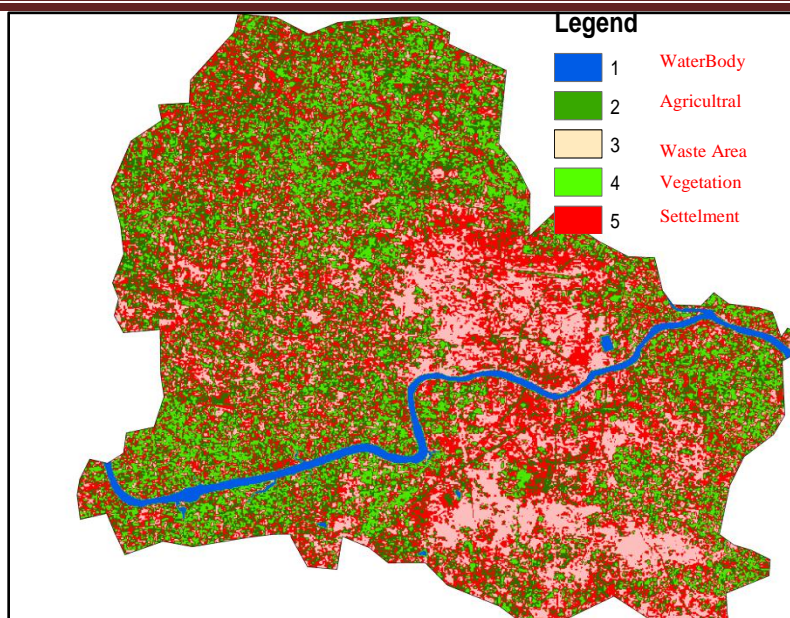 Legend
1 WaterBody
2 Agricultral
3 Waste Area
4 Vegetation
5 Settelment